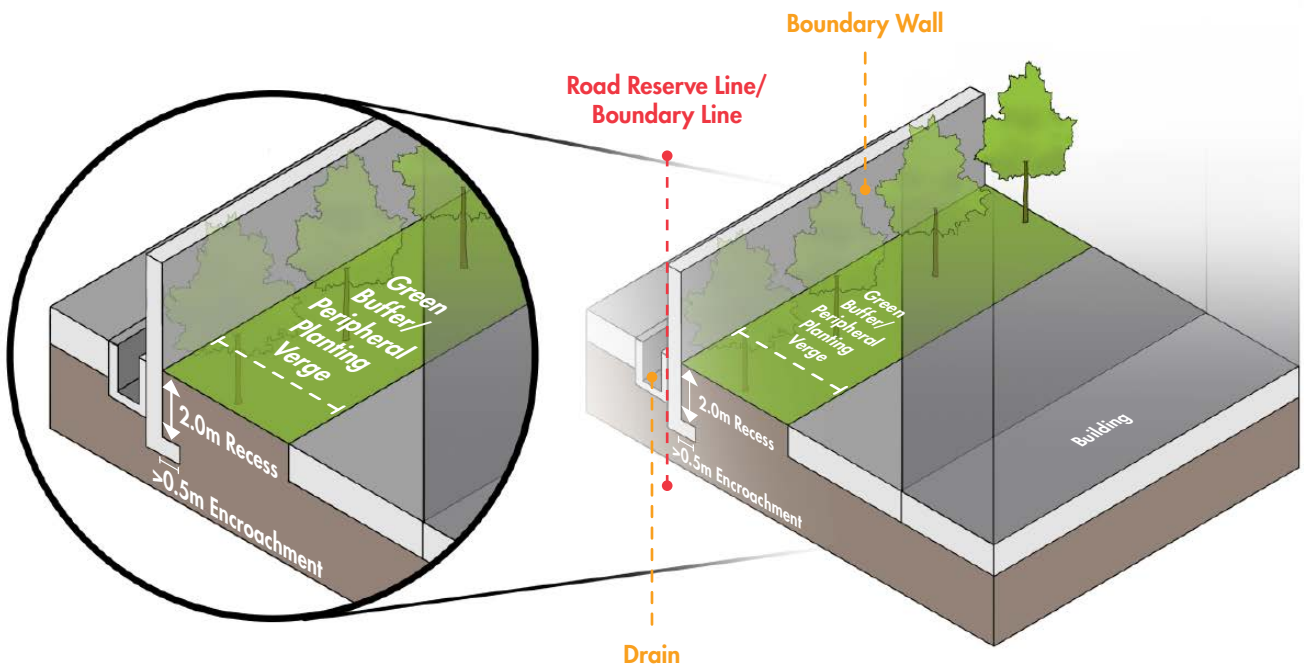 Boundary Wall
Road Reserve Line/
Boundary Line
Green
Buffer/
Peripheral
Planting
Verge
2.0m Recess
>0.5m Encroachment
Green
Buffer/
Peripheral
Planting
Verge
2.0m Recess
>0.5m Encroachment
Building
Drain